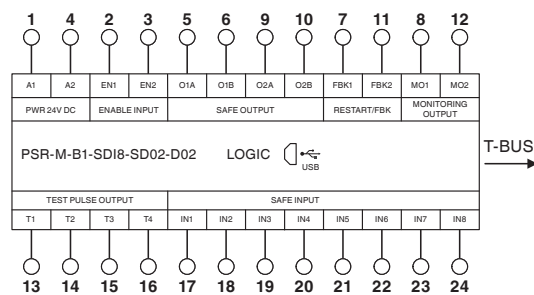 1 4 2 3 5 6 9 10 7 11 8 12
A1 A2 EN1 EN2 O1A O1B O2A O2B FBK1 FBK2 MO1 MO2
PWR 24V DC ENABLE INPUT SAFE OUTPUT RESTART/FBK MONITORING
OUTPUT
PSR-M-B1-SDI8-SD02-D02 LOGIC USB T-BUS
TEST PULSE OUTPUT SAFE INPUT
T1 T2 T3 T4 IN1 IN2 IN3 IN4 IN5 IN6 IN7 IN8
13 14 15 16 17 18 19 20 21 22 23 24